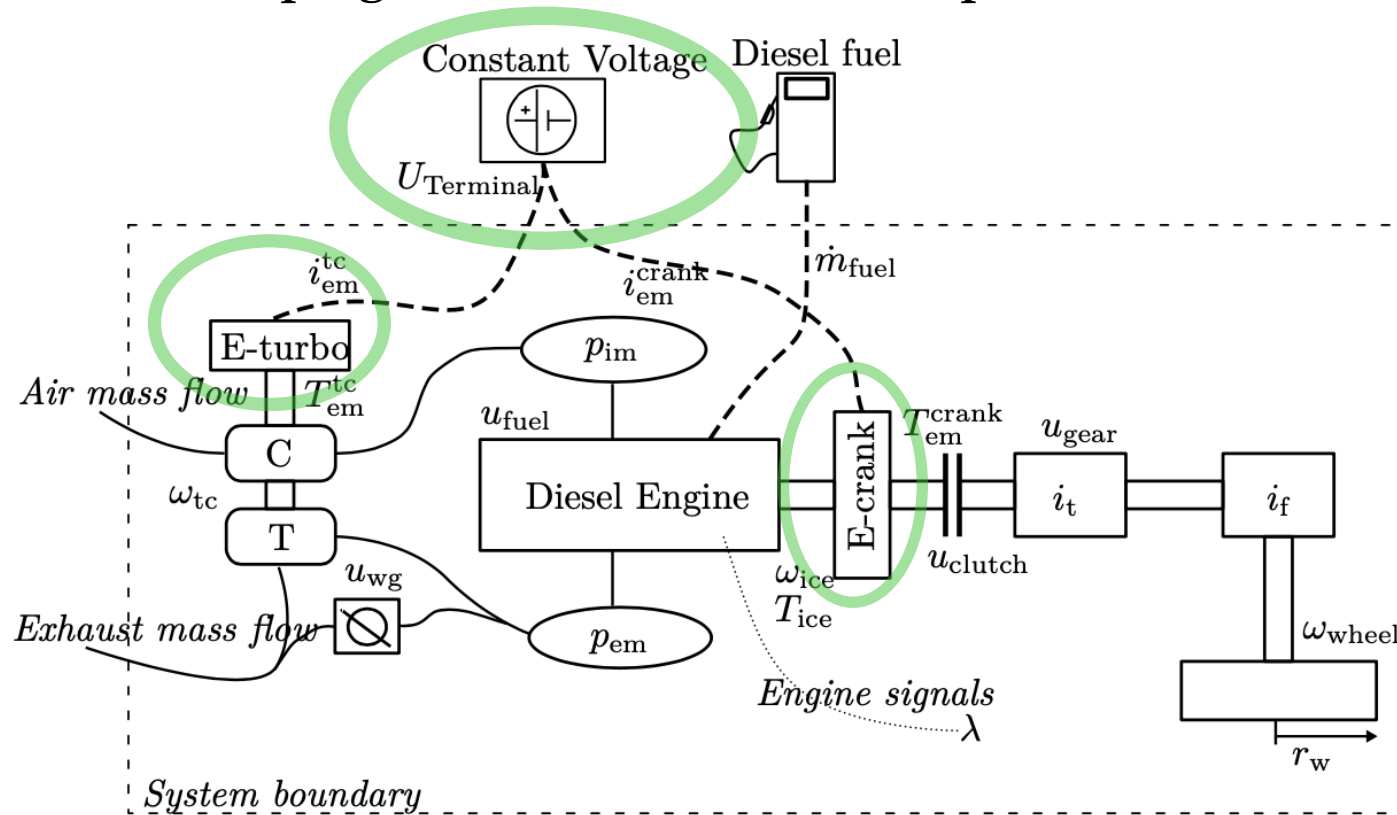 Constant Voltage
Diesel fuel
+
U_Terminal
ṁ_fuel
i_em^tc
i_em^crank
E-turbo
p_im
Air mass flow
T_em^tc
u_fuel
T_em^crank
u_gear
C
E-crank
ω_tc
Diesel Engine
i_t
i_f
T
u_clutch
u_wg
ω_ice
T_ice
Exhaust mass flow
p_em
ω_wheel
Engine signals
λ
r_w
System boundary